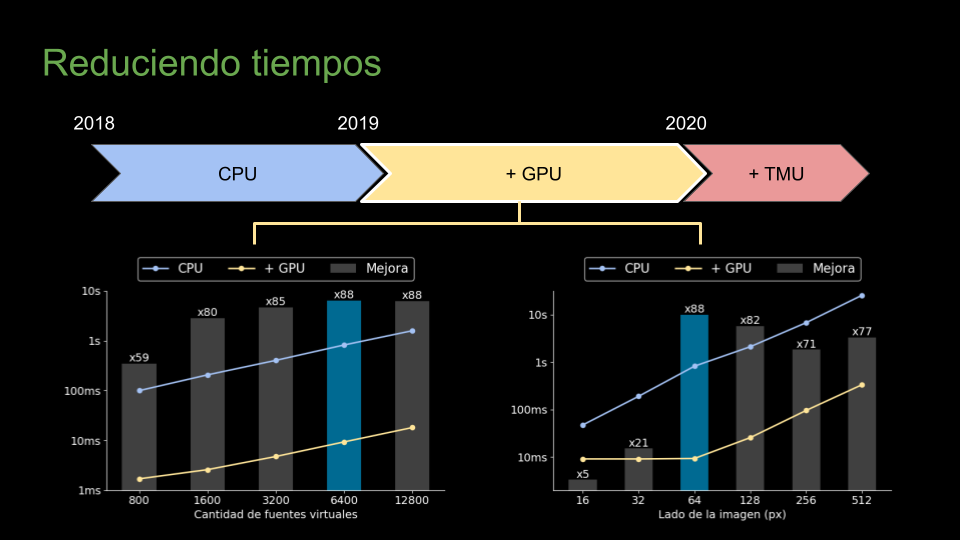 Reduciendo tiempos
2018 2019 2020
CPU + GPU + TMU
CPU + GPU Mejora
10s
1s
100ms
10ms
1ms
x59 x80 x85 x88 x88
800 1600 3200 6400 12800
Cantidad de fuentes virtuales
CPU + GPU Mejora
10s
1s
100ms
10ms
x5 x21 x88 x82 x71 x77
16 32 64 128 256 512
Lado de la imagen (px)